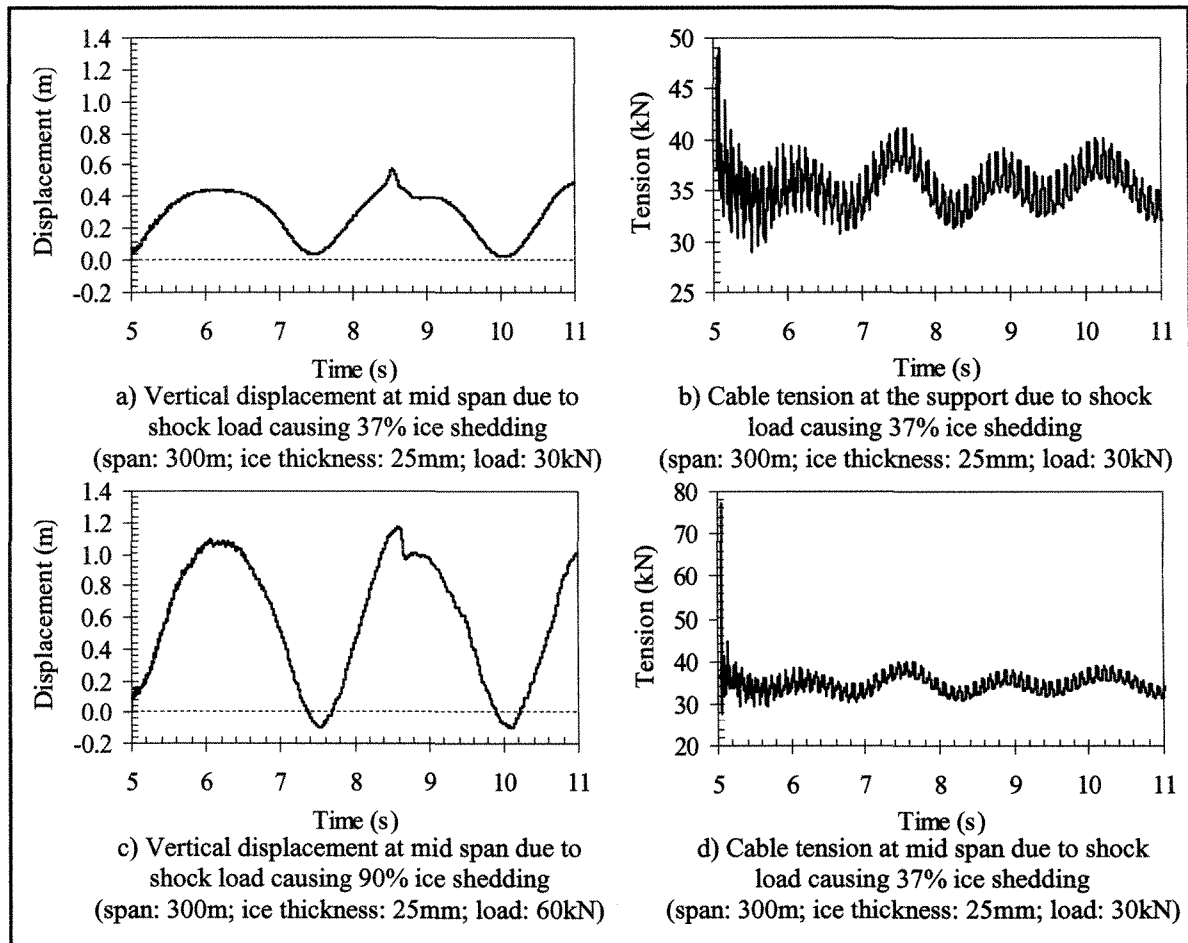 1.4
1.2
1.0
0.8
0.6
0.4
0.2
0.0
-0.2
Displacement (m)
5 6 7 8 9 10 11
Time (s)
a) Vertical displacement at mid span due to
shock load causing 37% ice shedding
(span: 300m; ice thickness: 25mm; load: 30kN)
50
45
40
35
30
25
Tension (kN)
5 6 7 8 9 10 11
Time (s)
b) Cable tension at the support due to shock
load causing 37% ice shedding
(span: 300m; ice thickness: 25mm; load: 30kN)
1.4
1.2
1.0
0.8
0.6
0.4
0.2
0.0
-0.2
Displacement (m)
5 6 7 8 9 10 11
Time (s)
c) Vertical displacement at mid span due to
shock load causing 90% ice shedding
(span: 300m; ice thickness: 25mm; load: 60kN)
80
70
60
50
40
30
20
Tension (kN)
5 6 7 8 9 10 11
Time (s)
d) Cable tension at mid span due to shock
load causing 37% ice shedding
(span: 300m; ice thickness: 25mm; load: 30kN)